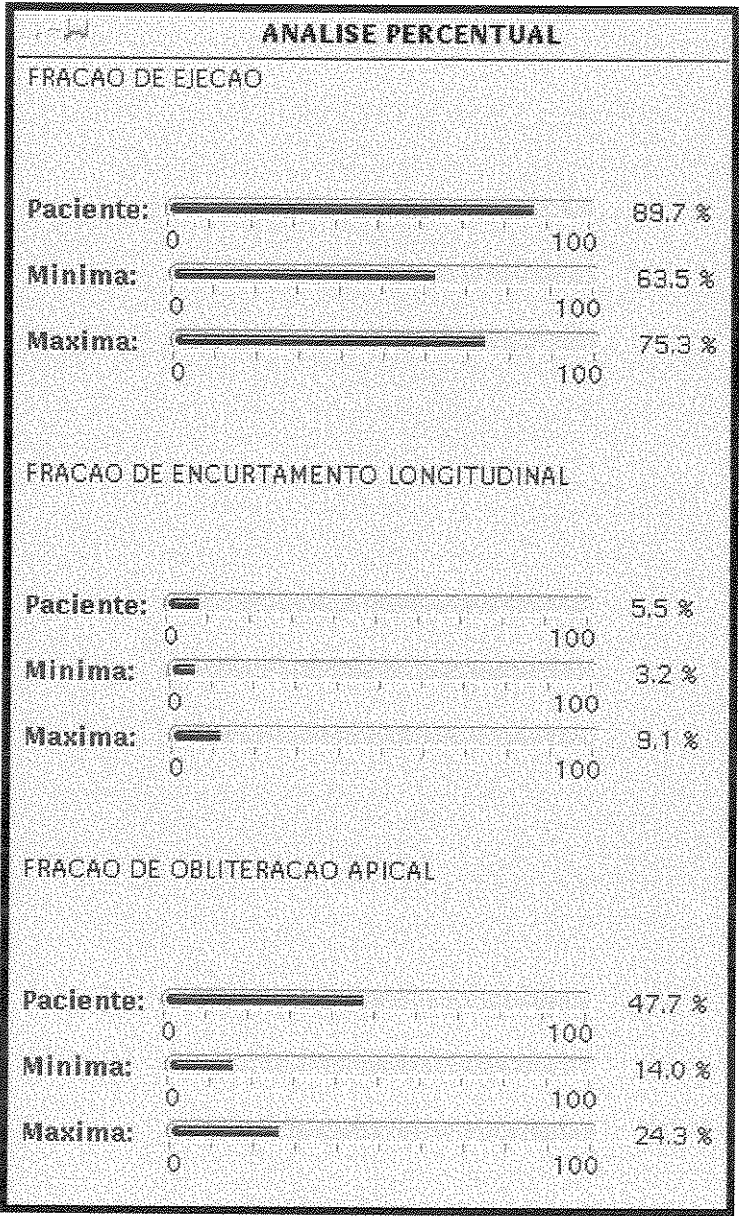 ANALISE PERCENTUAL
FRACAO DE EJECAO
Paciente: 89.7 %
0 100
Minima: 63.5 %
0 100
Maxima: 75.3 %
0 100
FRACAO DE ENCURTAMENTO LONGITUDINAL
Paciente: 5.5 %
0 100
Minima: 3.2 %
0 100
Maxima: 9.1 %
0 100
FRACAO DE OBLITERACAO APICAL
Paciente: 47.7 %
0 100
Minima: 14.0 %
0 100
Maxima: 24.3 %
0 100